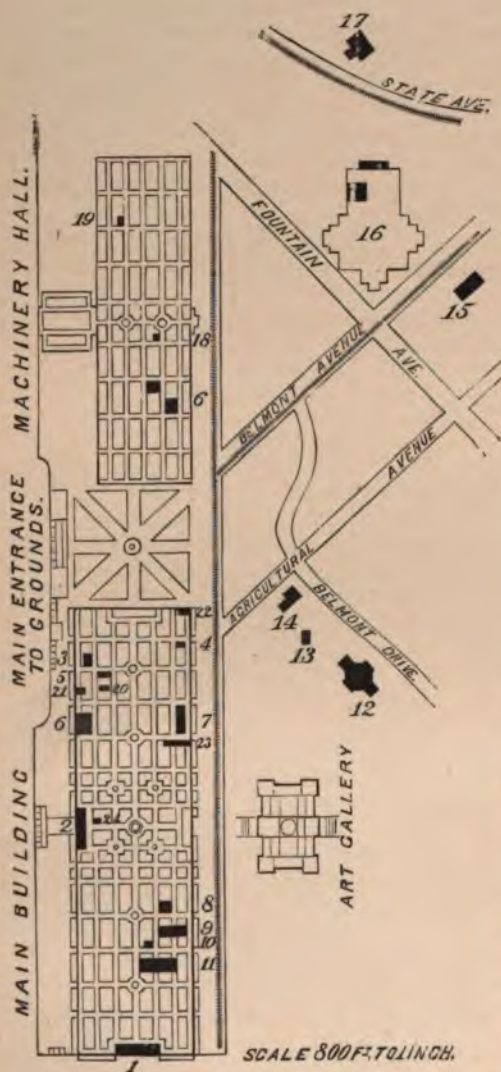 17
STATE AVE.
MACHINERY HALL.
19
FOUNTAIN
AVE.
16
15
18
BELMONT AVENUE
6
MAIN ENTRANCE
TO GROUNDS.
AGRICULTURAL
AVENUE
BELMONT DRIVE.
22
14
4
3
13
5
20
21
12
6
7
23
MAIN BUILDING
2
24
ART GALLERY
8
9
10
11
SCALE 800 FT. TO 1 INCH.
1